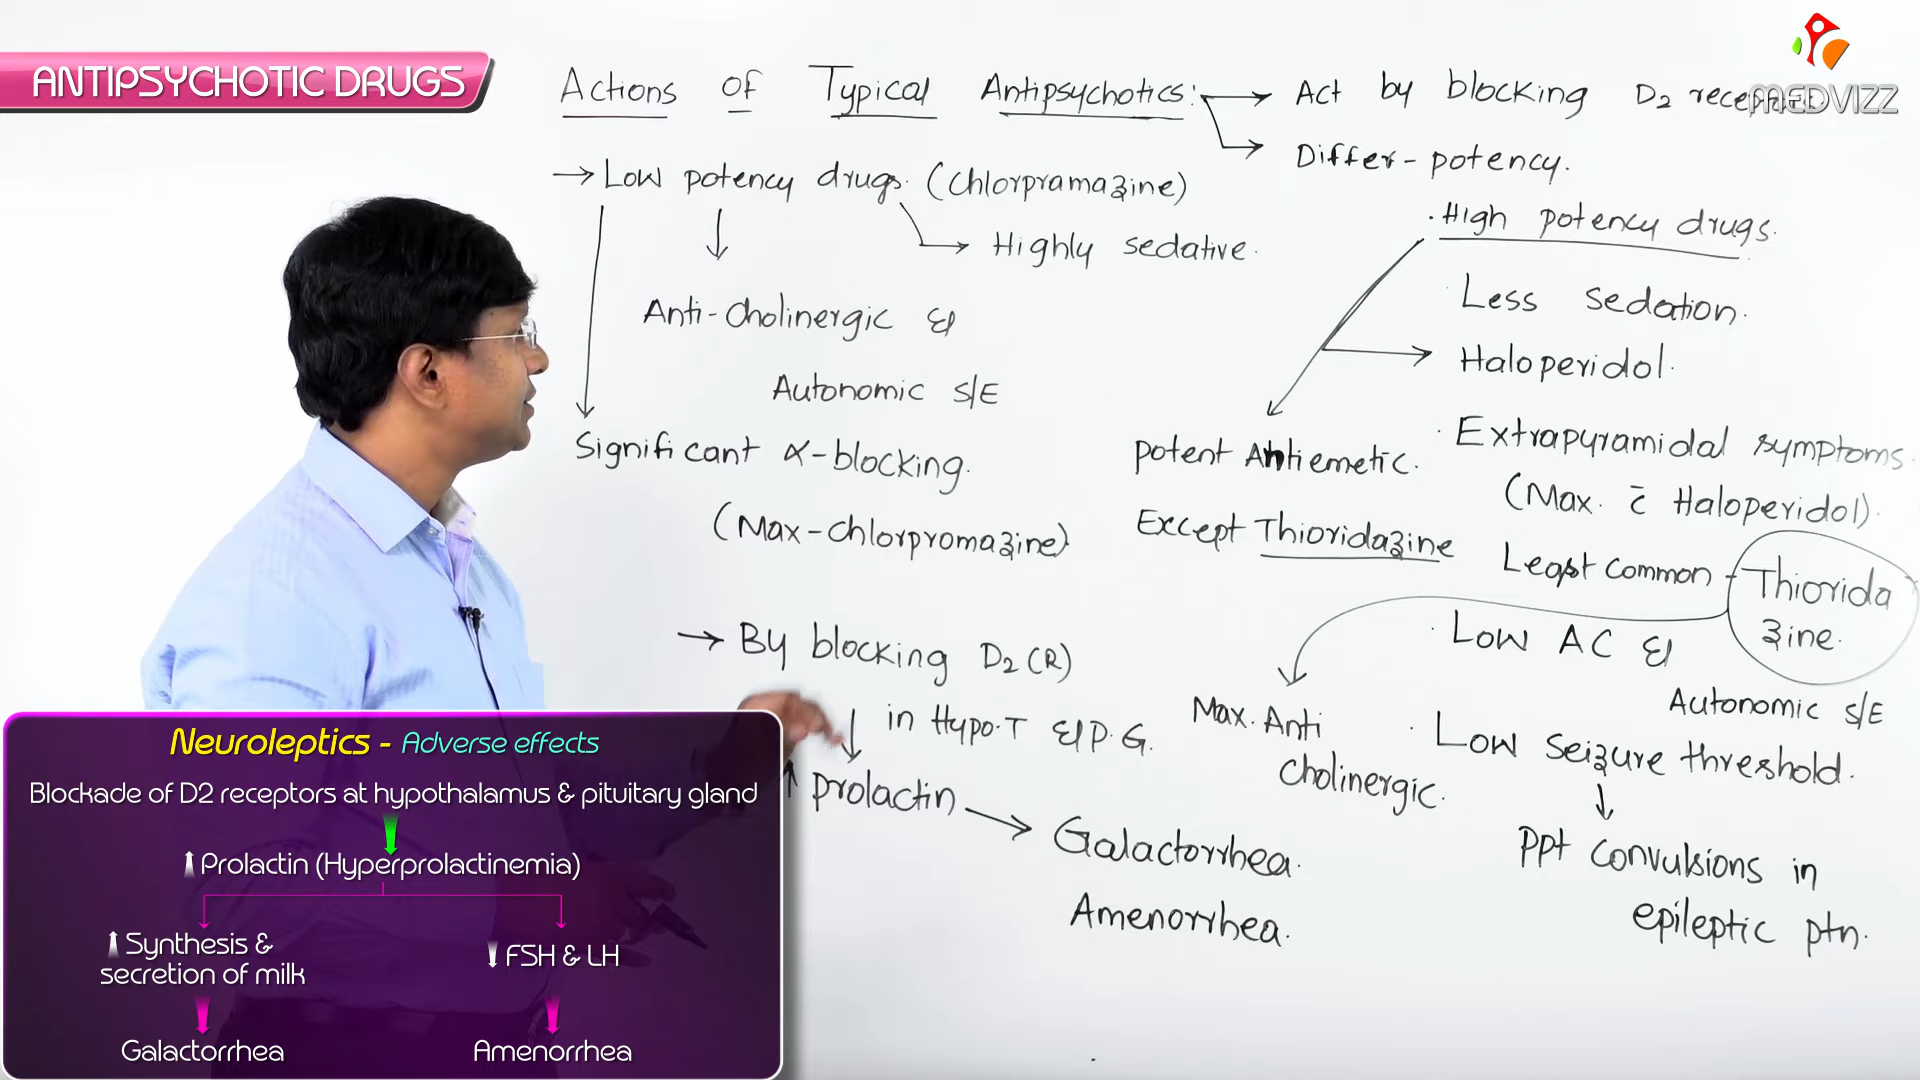 ANTIPSYCHOTIC DRUGS
MEDVIZZ
Actions of Typical Antipsychotics: → Act by blocking D2 receptors
→ Differ - potency.
→ Low potency drugs. (Chlorpramazine)
→ Highly sedative.
Anti-cholinergic &
Autonomic S/E
Significant α-blocking.
(Max-chlorpromazine)
→ By blocking D2(R)
↓ in Hypo.T & P.G.
↑ prolactin → Galactorrhea.
Amenorrhea.
. High potency drugs.
Less sedation.
→ Haloperidol.
potent Antiemetic.
Except Thioridazine
. Extrapyramidal symptoms.
(Max. c̄ Haloperidol).
Least common - Thiorida
zine.
. Low AC &
Autonomic S/E
Max. Anti
cholinergic.
. Low seizure threshold.
↓
Ppt convulsions in
epileptic ptn.
Neuroleptics - Adverse effects
Blockade of D2 receptors at hypothalamus & pituitary gland
↑ Prolactin (Hyperprolactinemia)
↑ Synthesis &
secretion of milk
↓ FSH & LH
Galactorrhea
Amenorrhea